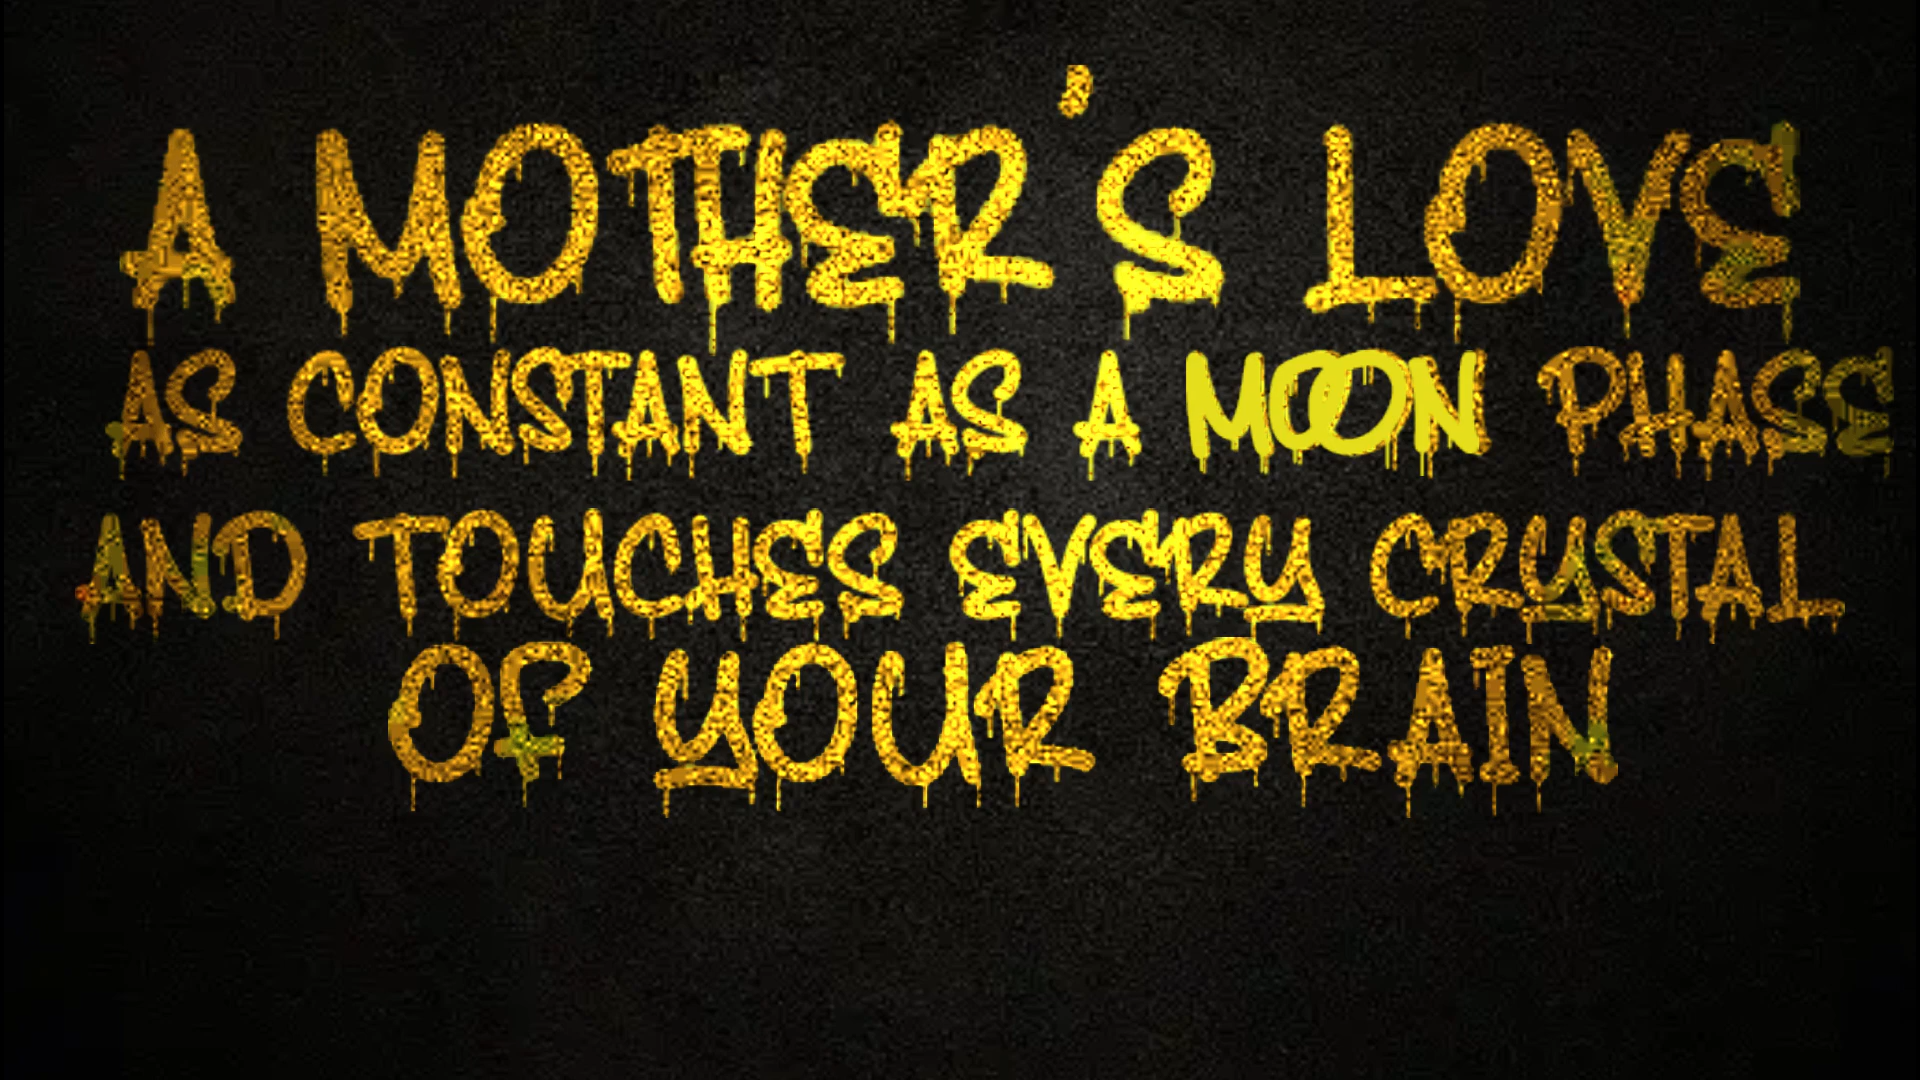 A MOTHER'S LOVE
AS CONSTANT AS A MOON PHASE
AND TOUCHES EVERY CRYSTAL
OF YOUR BRAIN